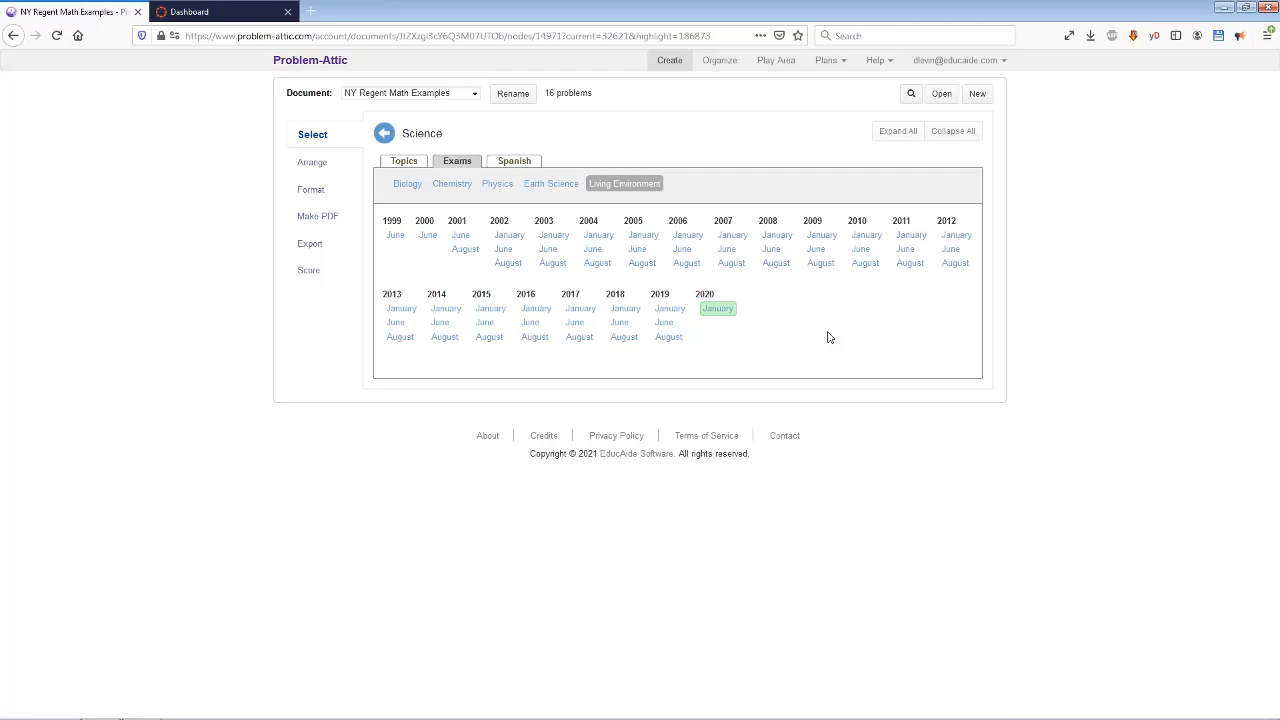 NY Regent Math Examples - Pr
Dashboard
https://www.problem-attic.com/account/documents/JtZXzgi3cY6Q3M07UTOb/nodes/14971?current=32621&highlight=186873
Search
Problem-Attic
Create
Organize
Play Area
Plans
Help
dlevin@educaide.com
Document:
NY Regent Math Examples
Rename
16 problems
Open
New
Select
Science
Expand All
Collapse All
Arrange
Format
Make PDF
Export
Score
Topics
Exams
Spanish
Biology
Chemistry
Physics
Earth Science
Living Environment
1999 2000 2001 2002 2003 2004 2005 2006 2007 2008 2009 2010 2011 2012
June June June January January January January January January January January January January January
August June June June June June June June June June June June
August August August August August August August August August August August
2013 2014 2015 2016 2017 2018 2019 2020
January January January January January January January January
June June June June June June June
August August August August August August August
About
Credits
Privacy Policy
Terms of Service
Contact
Copyright © 2021 EducAide Software. All rights reserved.